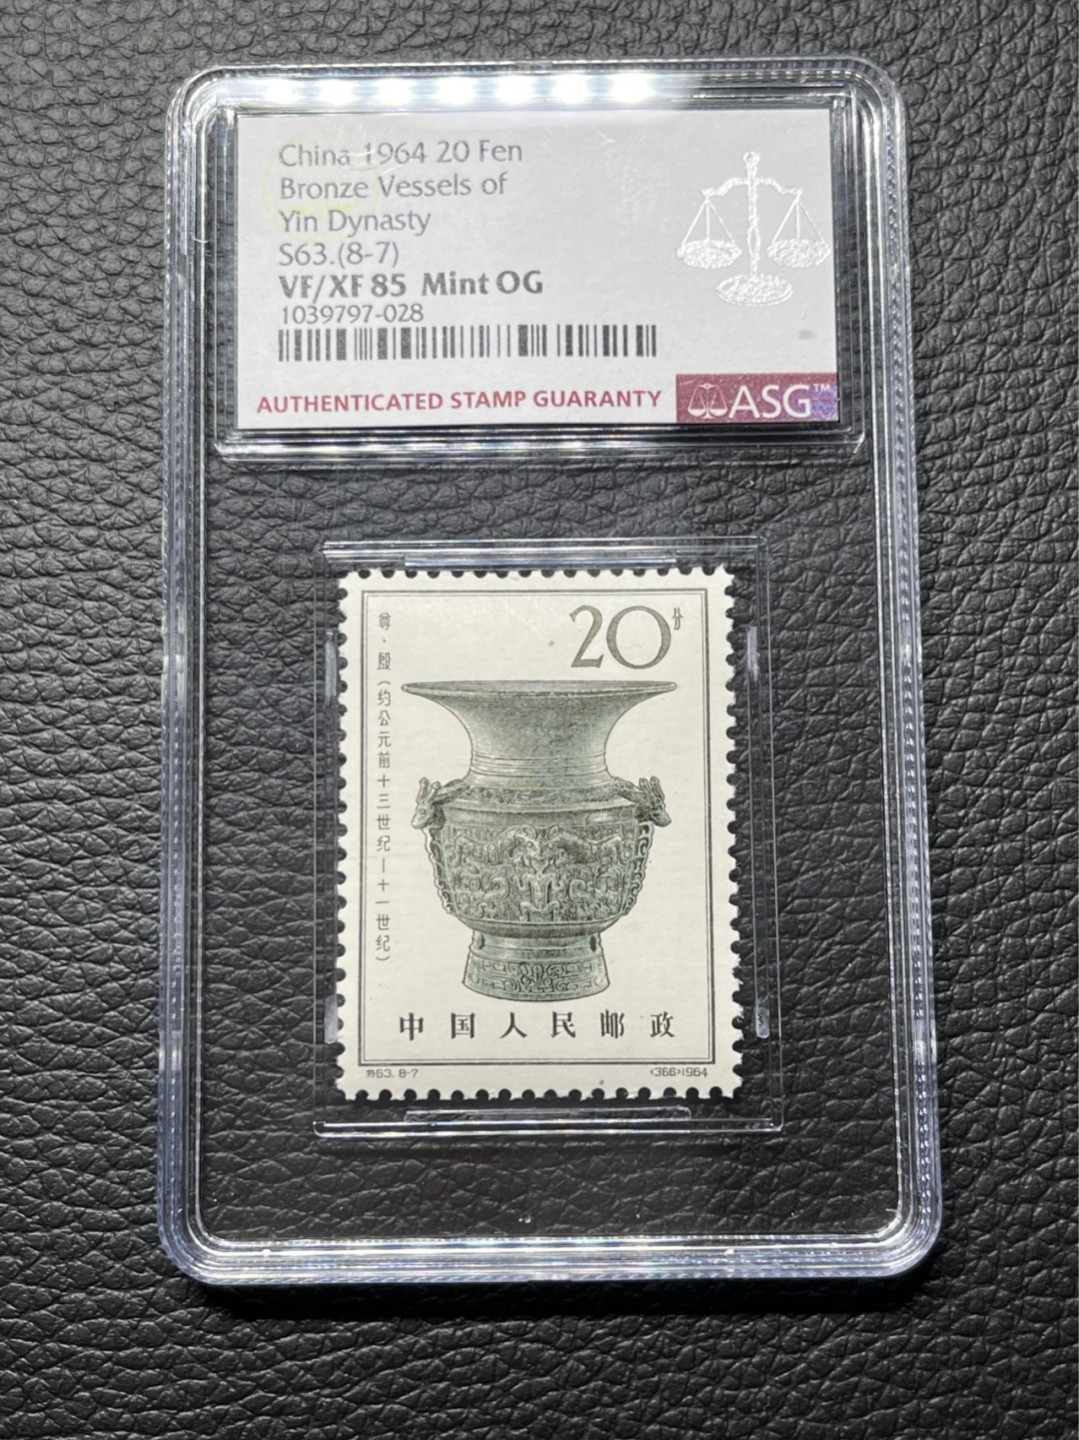 China 1964 20 Fen
Bronze Vessels of
Yin Dynasty
S63.(8-7)
VF/XF 85 Mint OG
1039797-028
AUTHENTICATED STAMP GUARANTY
ASG™
20分
尊、殷(约公元前十三世纪—十一世纪)
中国人民邮政
特63. 8-7
<366>1964